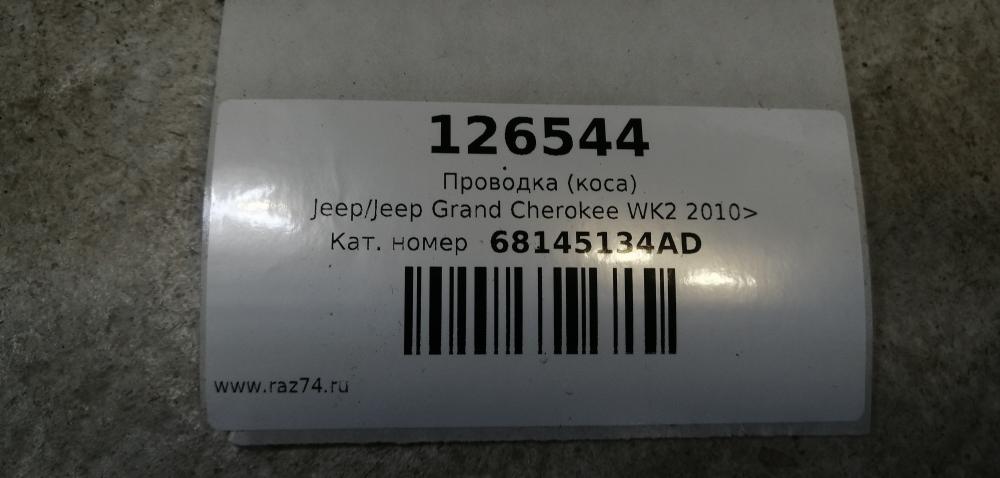 126544
Проводка (коса)
Jeep/Jeep Grand Cherokee WK2 2010>
Кат. номер 68145134AD
www.raz74.ru